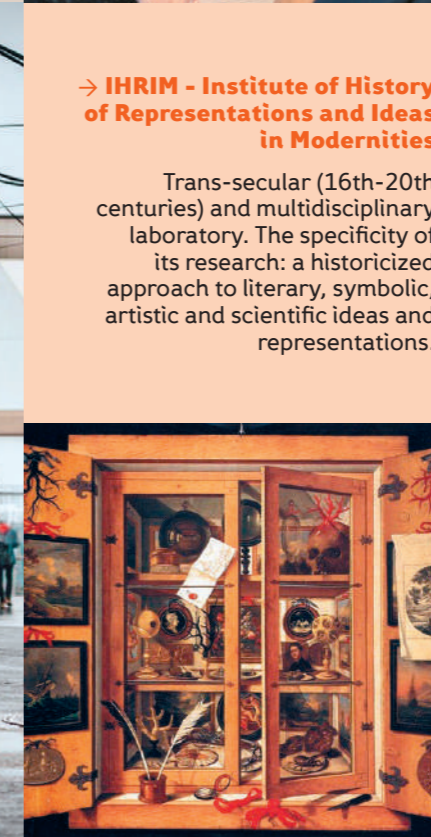 → IHRIM - Institute of History
of Representations and Ideas
in Modernities
Trans-secular (16th-20th
centuries) and multidisciplinary
laboratory. The specificity of
its research: a historicized
approach to literary, symbolic,
artistic and scientific ideas and
representations.